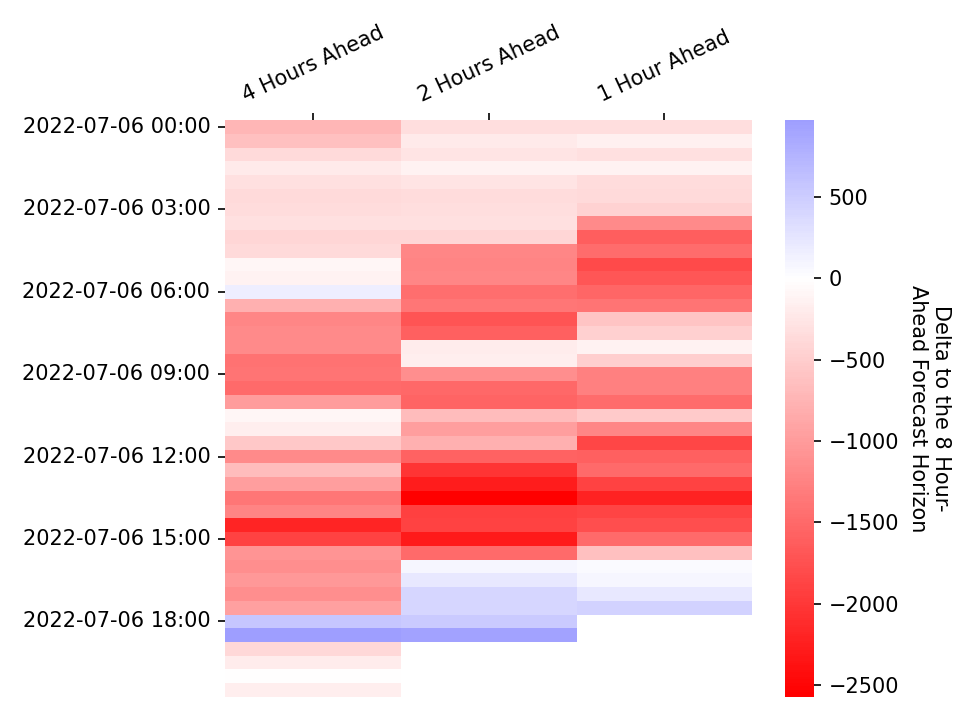 4 Hours Ahead
2 Hours Ahead
1 Hour Ahead
2022-07-06 00:00
2022-07-06 03:00
2022-07-06 06:00
2022-07-06 09:00
2022-07-06 12:00
2022-07-06 15:00
2022-07-06 18:00
500
0
−500
−1000
−1500
−2000
−2500
Delta to the 8 Hour-
Ahead Forecast Horizon